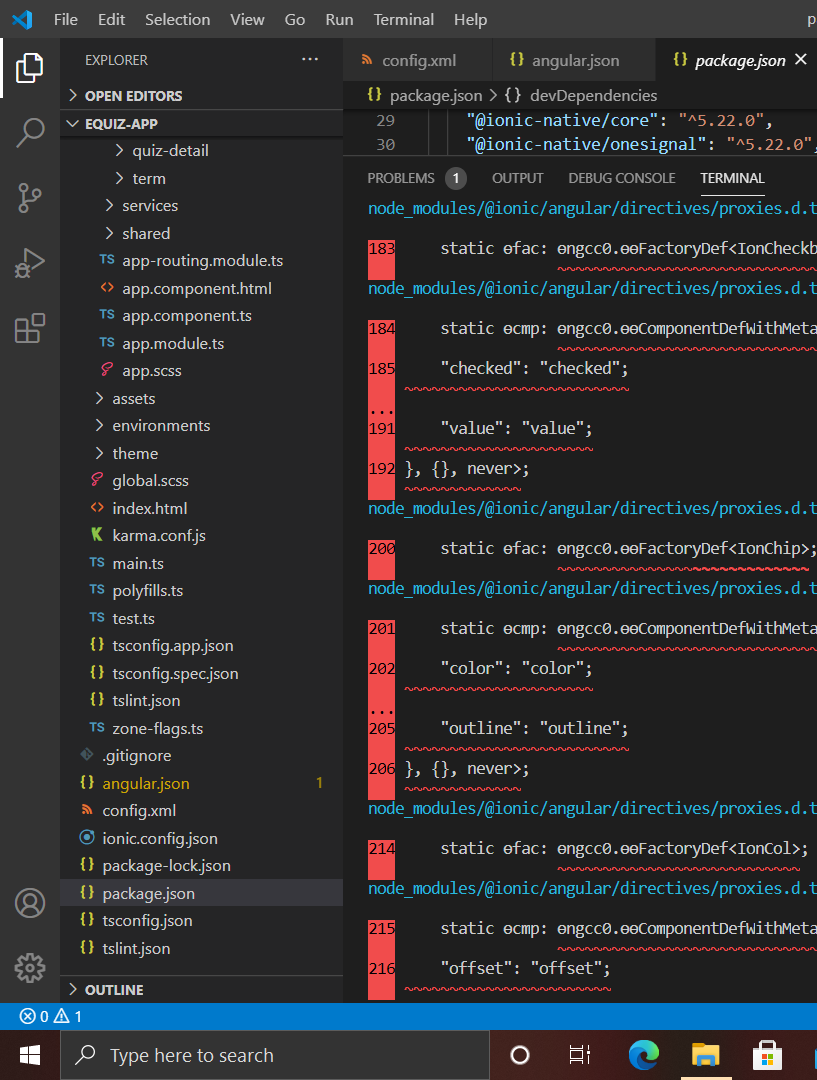 File Edit Selection View Go Run Terminal Help
EXPLORER ...
OPEN EDITORS
EQUIZ-APP
quiz-detail
term
services
shared
TS app-routing.module.ts
<> app.component.html
TS app.component.ts
TS app.module.ts
app.scss
assets
environments
theme
global.scss
<> index.html
K karma.conf.js
TS main.ts
TS polyfills.ts
TS test.ts
{} tsconfig.app.json
{} tsconfig.spec.json
{} tslint.json
TS zone-flags.ts
.gitignore
{} angular.json 1
config.xml
ionic.config.json
{} package-lock.json
{} package.json
{} tsconfig.json
{} tslint.json
OUTLINE
config.xml {} angular.json {} package.json ×
{} package.json > {} devDependencies
29 "@ionic-native/core": "^5.22.0",
30 "@ionic-native/onesignal": "^5.22.0",
PROBLEMS 1 OUTPUT DEBUG CONSOLE TERMINAL
node_modules/@ionic/angular/directives/proxies.d.t
183 static ɵfac: ɵngcc0.ɵɵFactoryDef<IonCheckb
node_modules/@ionic/angular/directives/proxies.d.t
184 static ɵcmp: ɵngcc0.ɵɵComponentDefWithMeta
185 "checked": "checked";
...
191 "value": "value";
192 }, {}, never>;
node_modules/@ionic/angular/directives/proxies.d.t
200 static ɵfac: ɵngcc0.ɵɵFactoryDef<IonChip>;
node_modules/@ionic/angular/directives/proxies.d.t
201 static ɵcmp: ɵngcc0.ɵɵComponentDefWithMeta
202 "color": "color";
...
205 "outline": "outline";
206 }, {}, never>;
node_modules/@ionic/angular/directives/proxies.d.t
214 static ɵfac: ɵngcc0.ɵɵFactoryDef<IonCol>;
node_modules/@ionic/angular/directives/proxies.d.t
215 static ɵcmp: ɵngcc0.ɵɵComponentDefWithMeta
216 "offset": "offset";
0 1
Type here to search